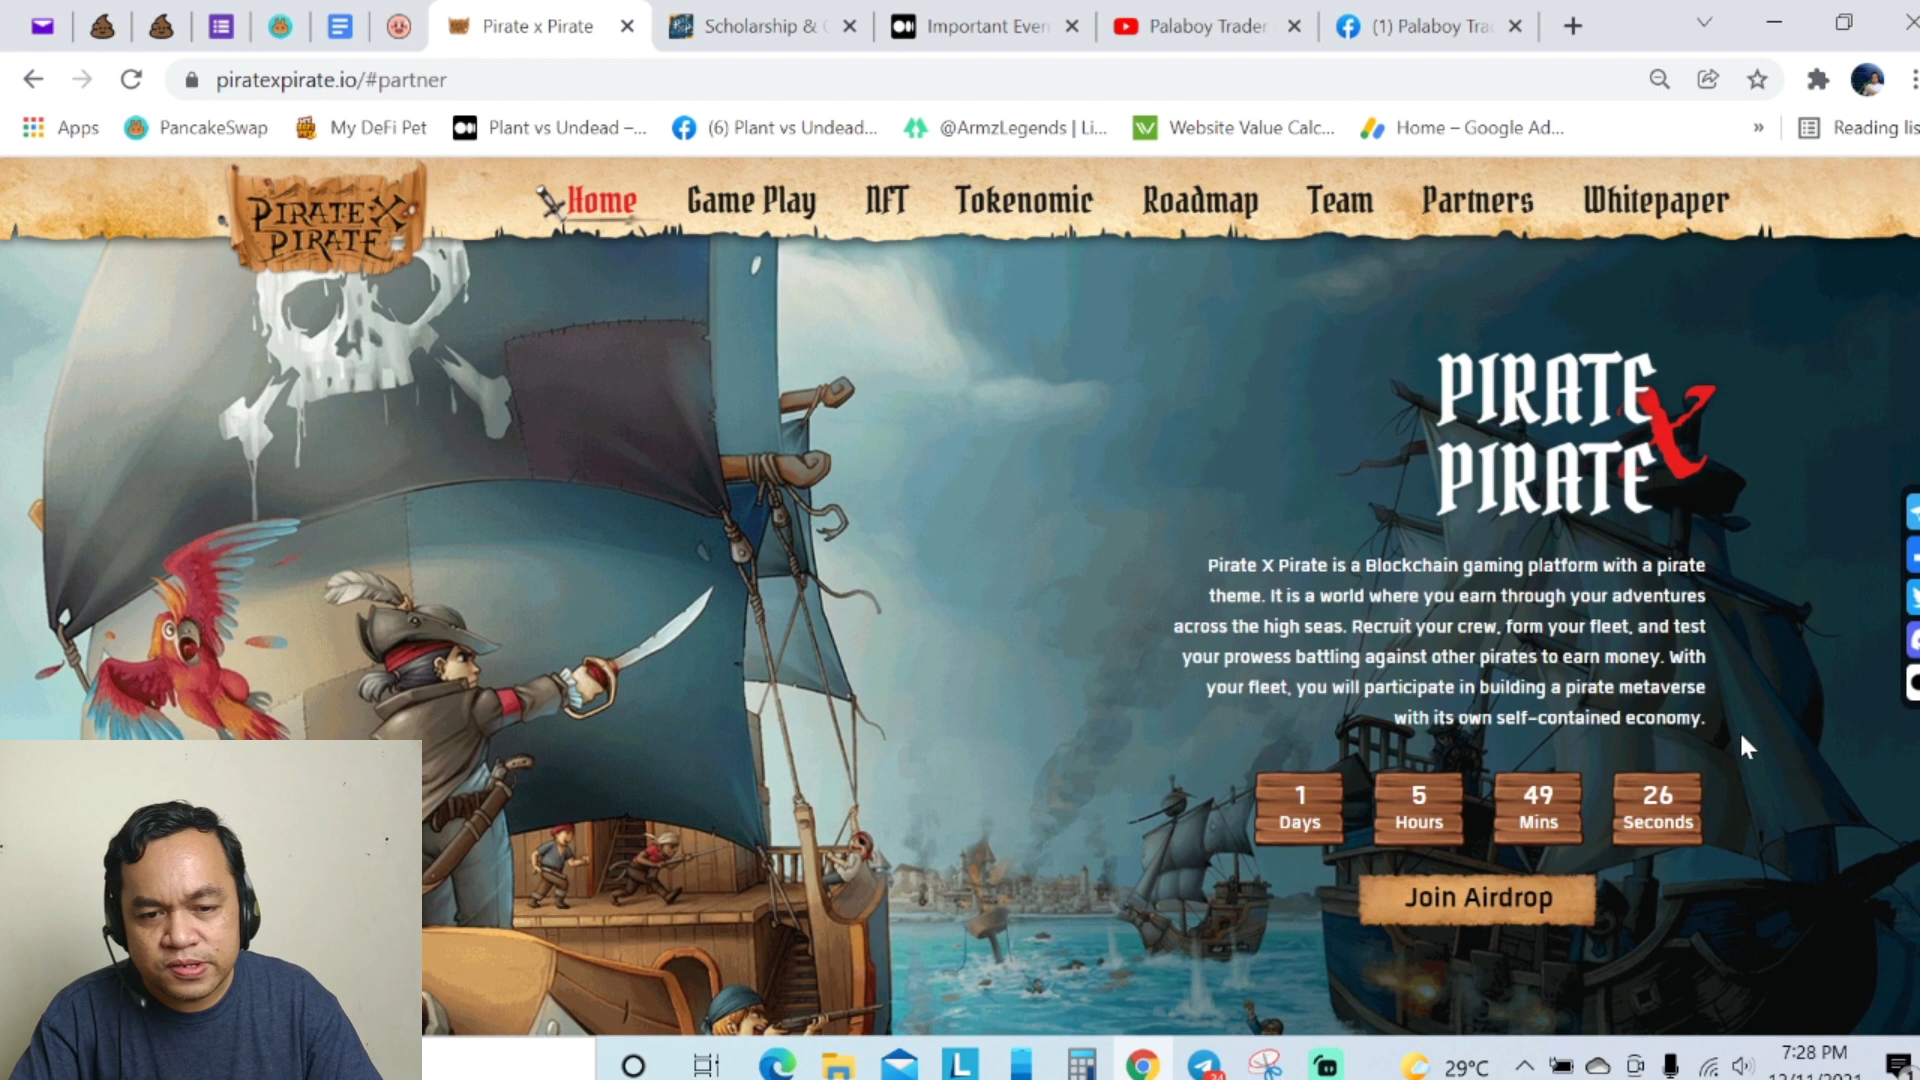 Pirate x Pirate
Scholarship &
Important Even
Palaboy Trader
(1) Palaboy Tra
piratexpirate.io/#partner
Apps
PancakeSwap
My DeFi Pet
Plant vs Undead –...
(6) Plant vs Undead...
@ArmzLegends | Li...
Website Value Calc...
Home – Google Ad...
»
Reading lis
PIRATE X
PIRATE
Home
Game Play
NFT
Tokenomic
Roadmap
Team
Partners
Whitepaper
PIRATE X
PIRATE
Pirate X Pirate is a Blockchain gaming platform with a pirate
theme. It is a world where you earn through your adventures
across the high seas. Recruit your crew, form your fleet, and test
your prowess battling against other pirates to earn money. With
your fleet, you will participate in building a pirate metaverse
with its own self-contained economy.
1
Days
5
Hours
49
Mins
26
Seconds
Join Airdrop
L
29°C
7:28 PM